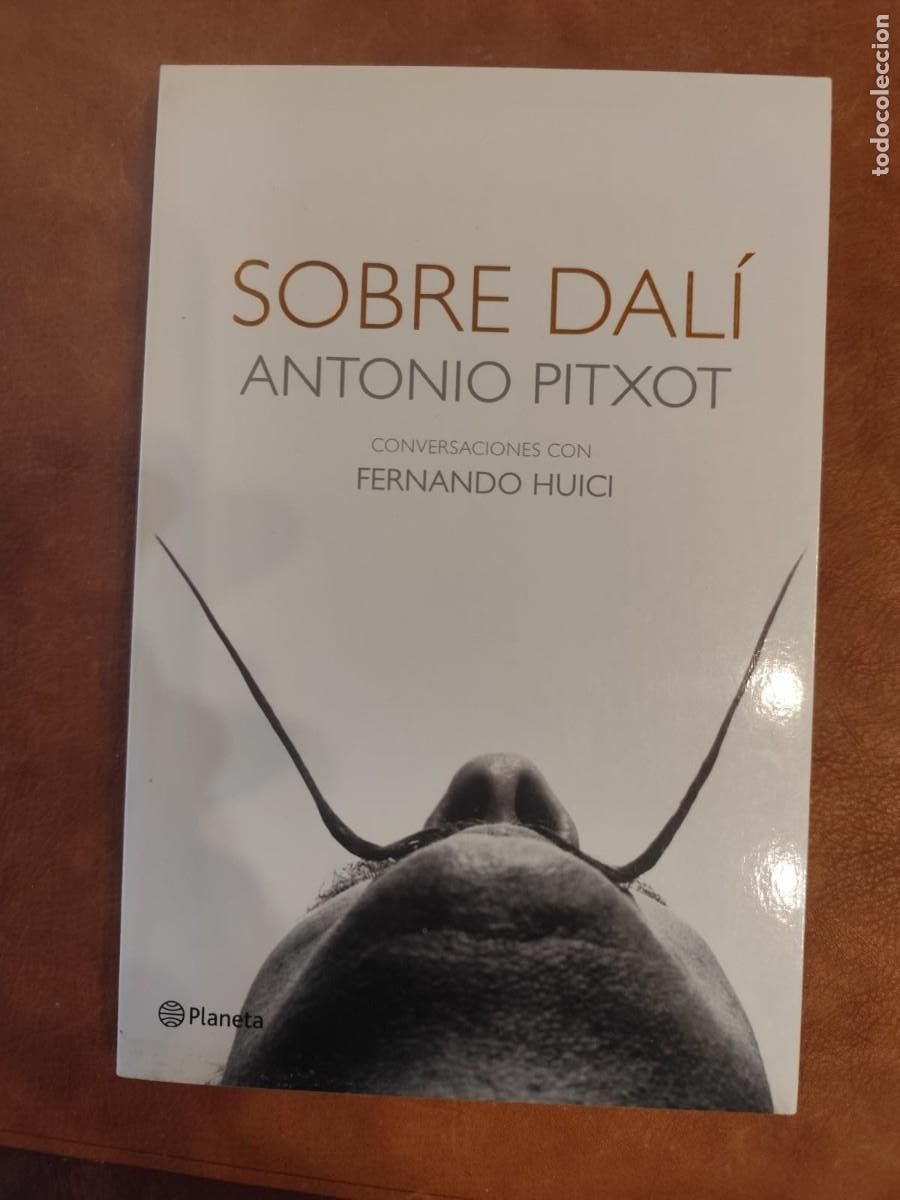 todocoleccion
SOBRE DALÍ
ANTONIO PITXOT
CONVERSACIONES CON
FERNANDO HUICI
Planeta